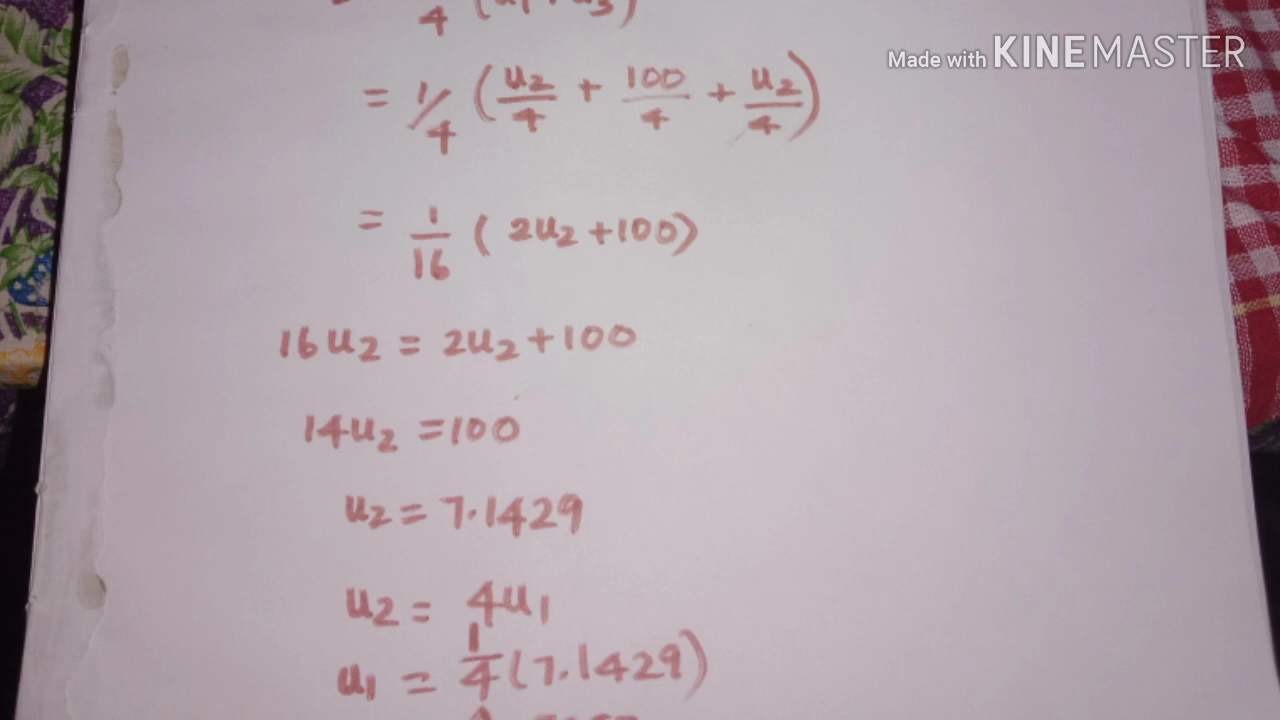 Made with KINEMASTER
4
= 1/4 (u2/4 + 100/4 + u2/4)
= 1/16 (2u2 + 100)
16u2 = 2u2 + 100
14u2 = 100
u2 = 7.1429
u2 = 4u1
u1 = 1/4 (7.1429)